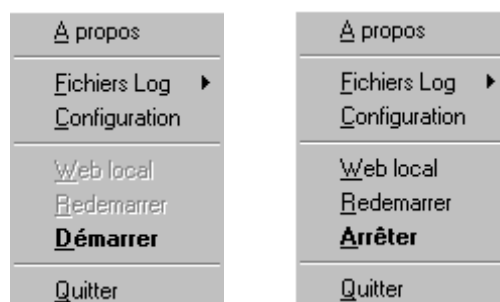 A propos
Fichiers Log
Configuration
Web local
Redemarrer
Démarrer
Quitter
A propos
Fichiers Log
Configuration
Web local
Redemarrer
Arrêter
Quitter